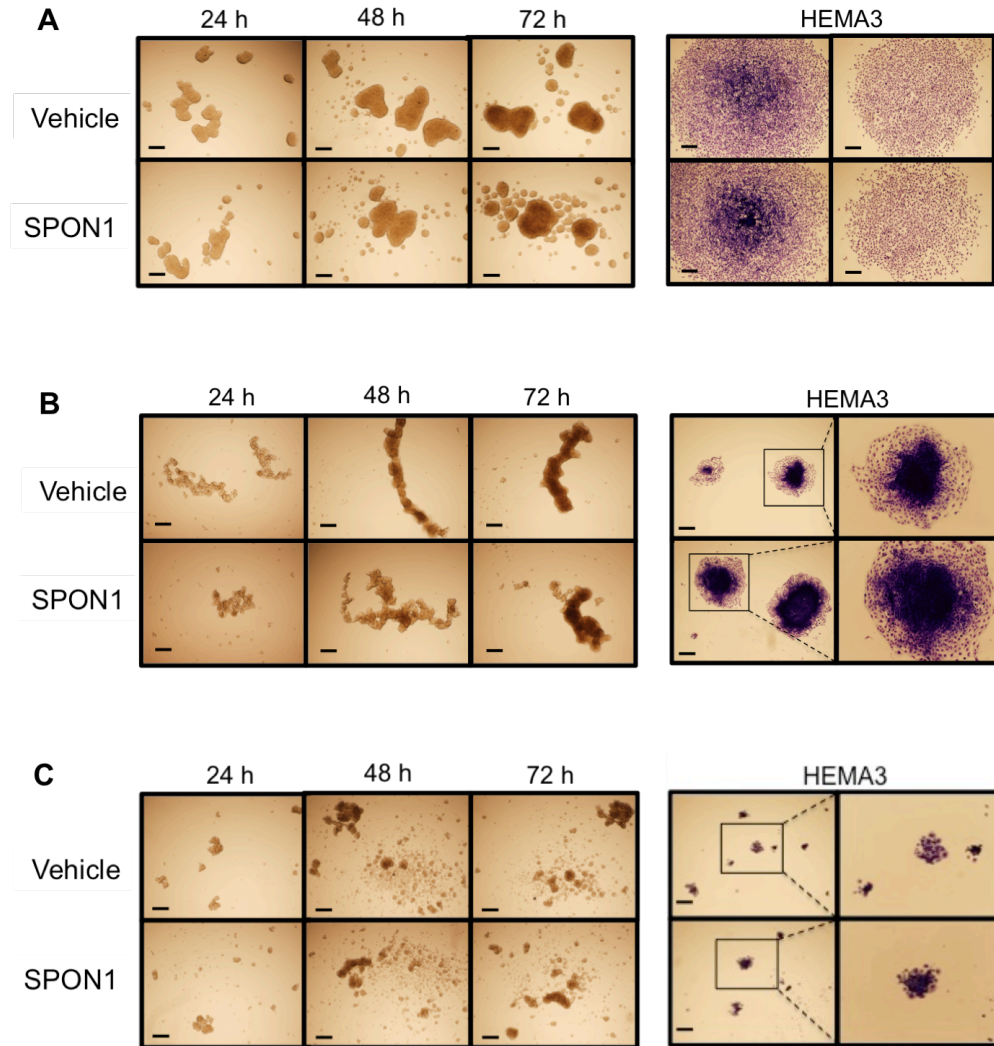 A
24 h 48 h 72 h HEMA3
Vehicle
SPON1
B
24 h 48 h 72 h HEMA3
Vehicle
SPON1
C
24 h 48 h 72 h HEMA3
Vehicle
SPON1